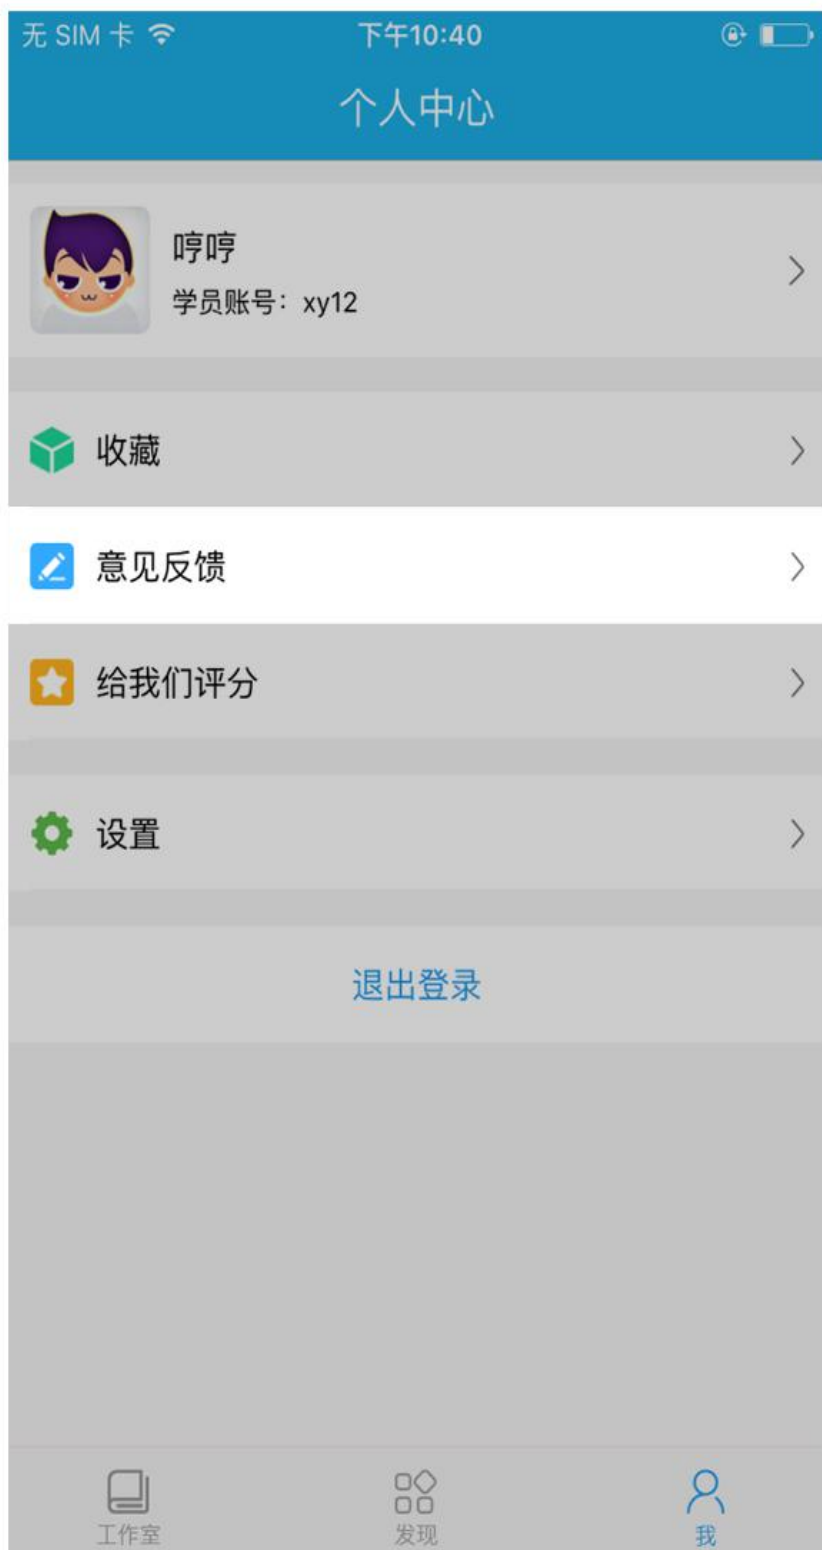 无 SIM 卡 下午10:40
个人中心
哼哼
学员账号：xy12
收藏
意见反馈
给我们评分
设置
退出登录
工作室 发现 我